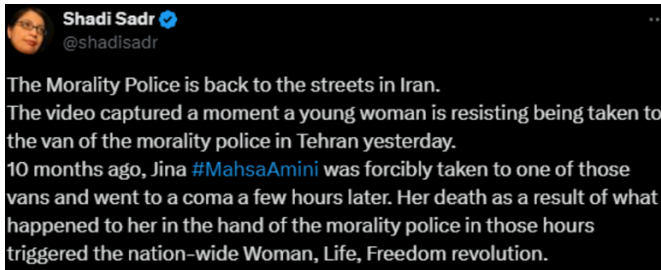 Shadi Sadr
@shadisadr
The Morality Police is back to the streets in Iran.
The video captured a moment a young woman is resisting being taken to
the van of the morality police in Tehran yesterday.
10 months ago, Jina #MahsaAmini was forcibly taken to one of those
vans and went to a coma a few hours later. Her death as a result of what
happened to her in the hand of the morality police in those hours
triggered the nation-wide Woman, Life, Freedom revolution.